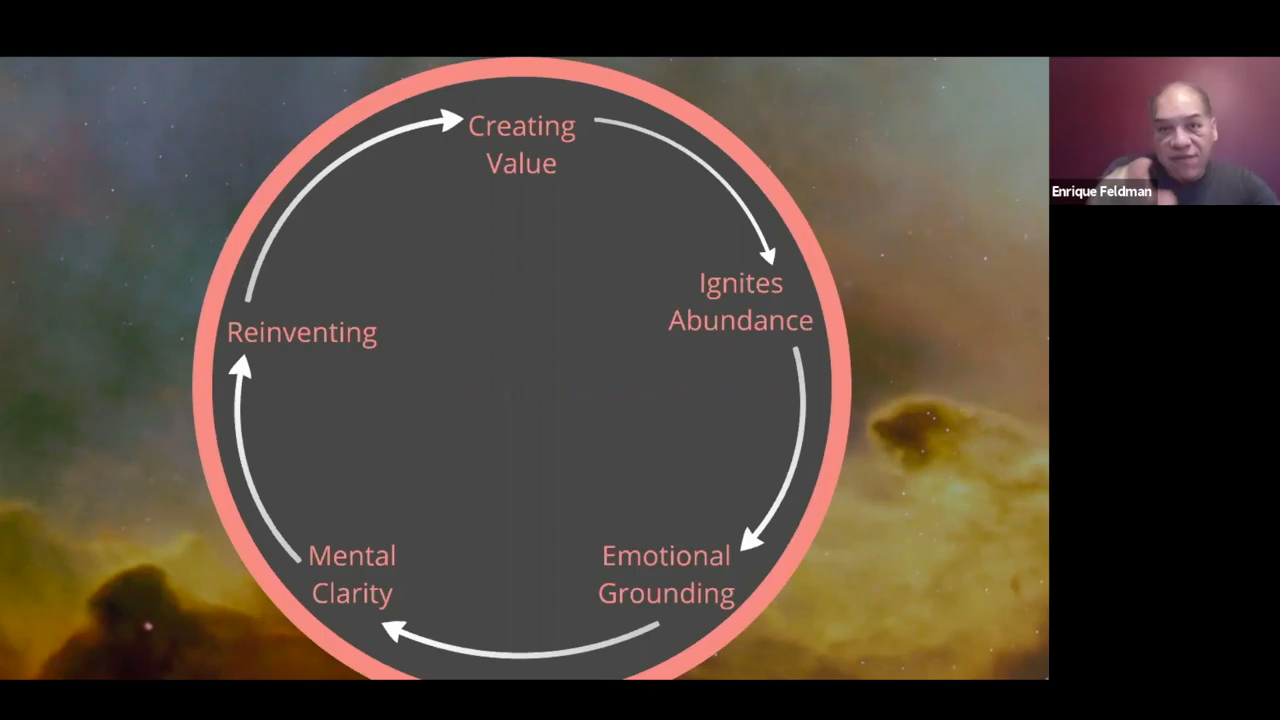 Creating
Value
Ignites
Abundance
Emotional
Grounding
Mental
Clarity
Reinventing
Enrique Feldman